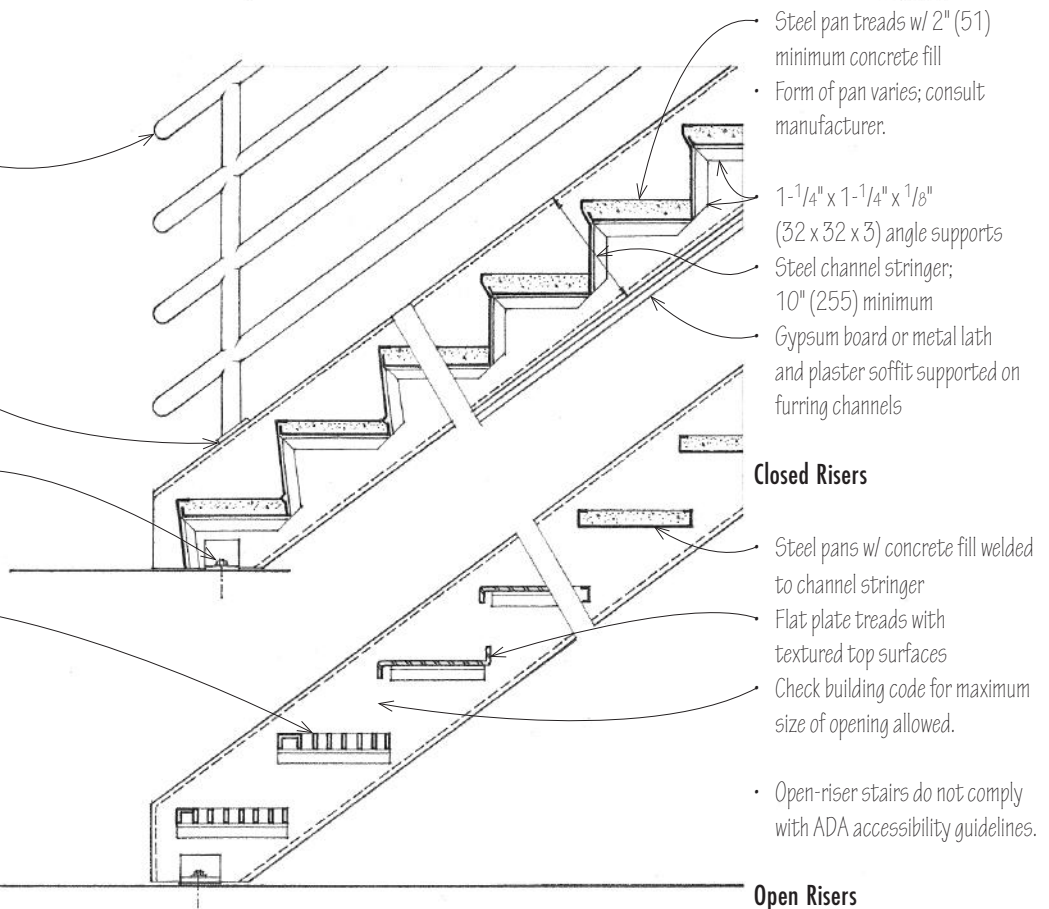 • Steel pan treads w/ 2" (51)
minimum concrete fill
• Form of pan varies; consult
manufacturer.
• 1-1/4" x 1-1/4" x 1/8"
(32 x 32 x 3) angle supports
• Steel channel stringer;
10" (255) minimum
• Gypsum board or metal lath
and plaster soffit supported on
furring channels
Closed Risers
• Steel pans w/ concrete fill welded
to channel stringer
• Flat plate treads with
textured top surfaces
• Check building code for maximum
size of opening allowed.
• Open-riser stairs do not comply
with ADA accessibility guidelines.
Open Risers